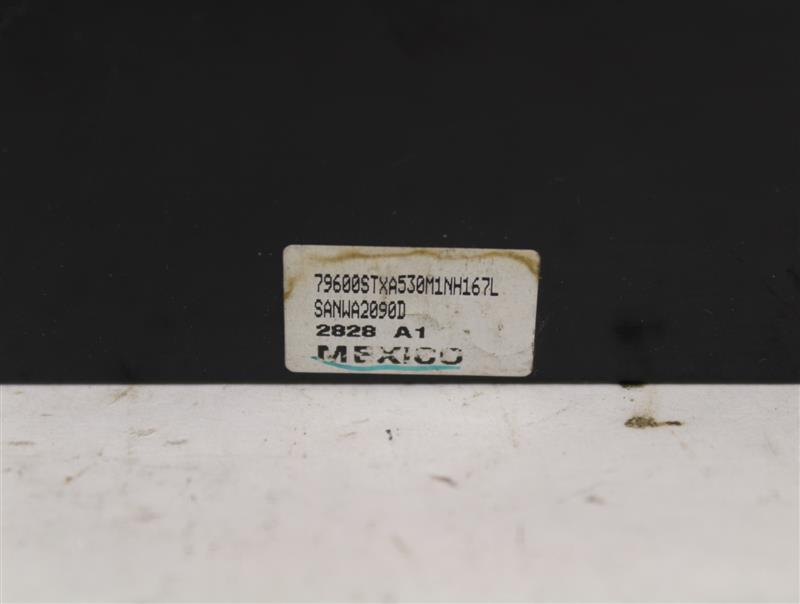 79600STXA530M1NH167L
SANWA2090D
2828 A1
MEXICO